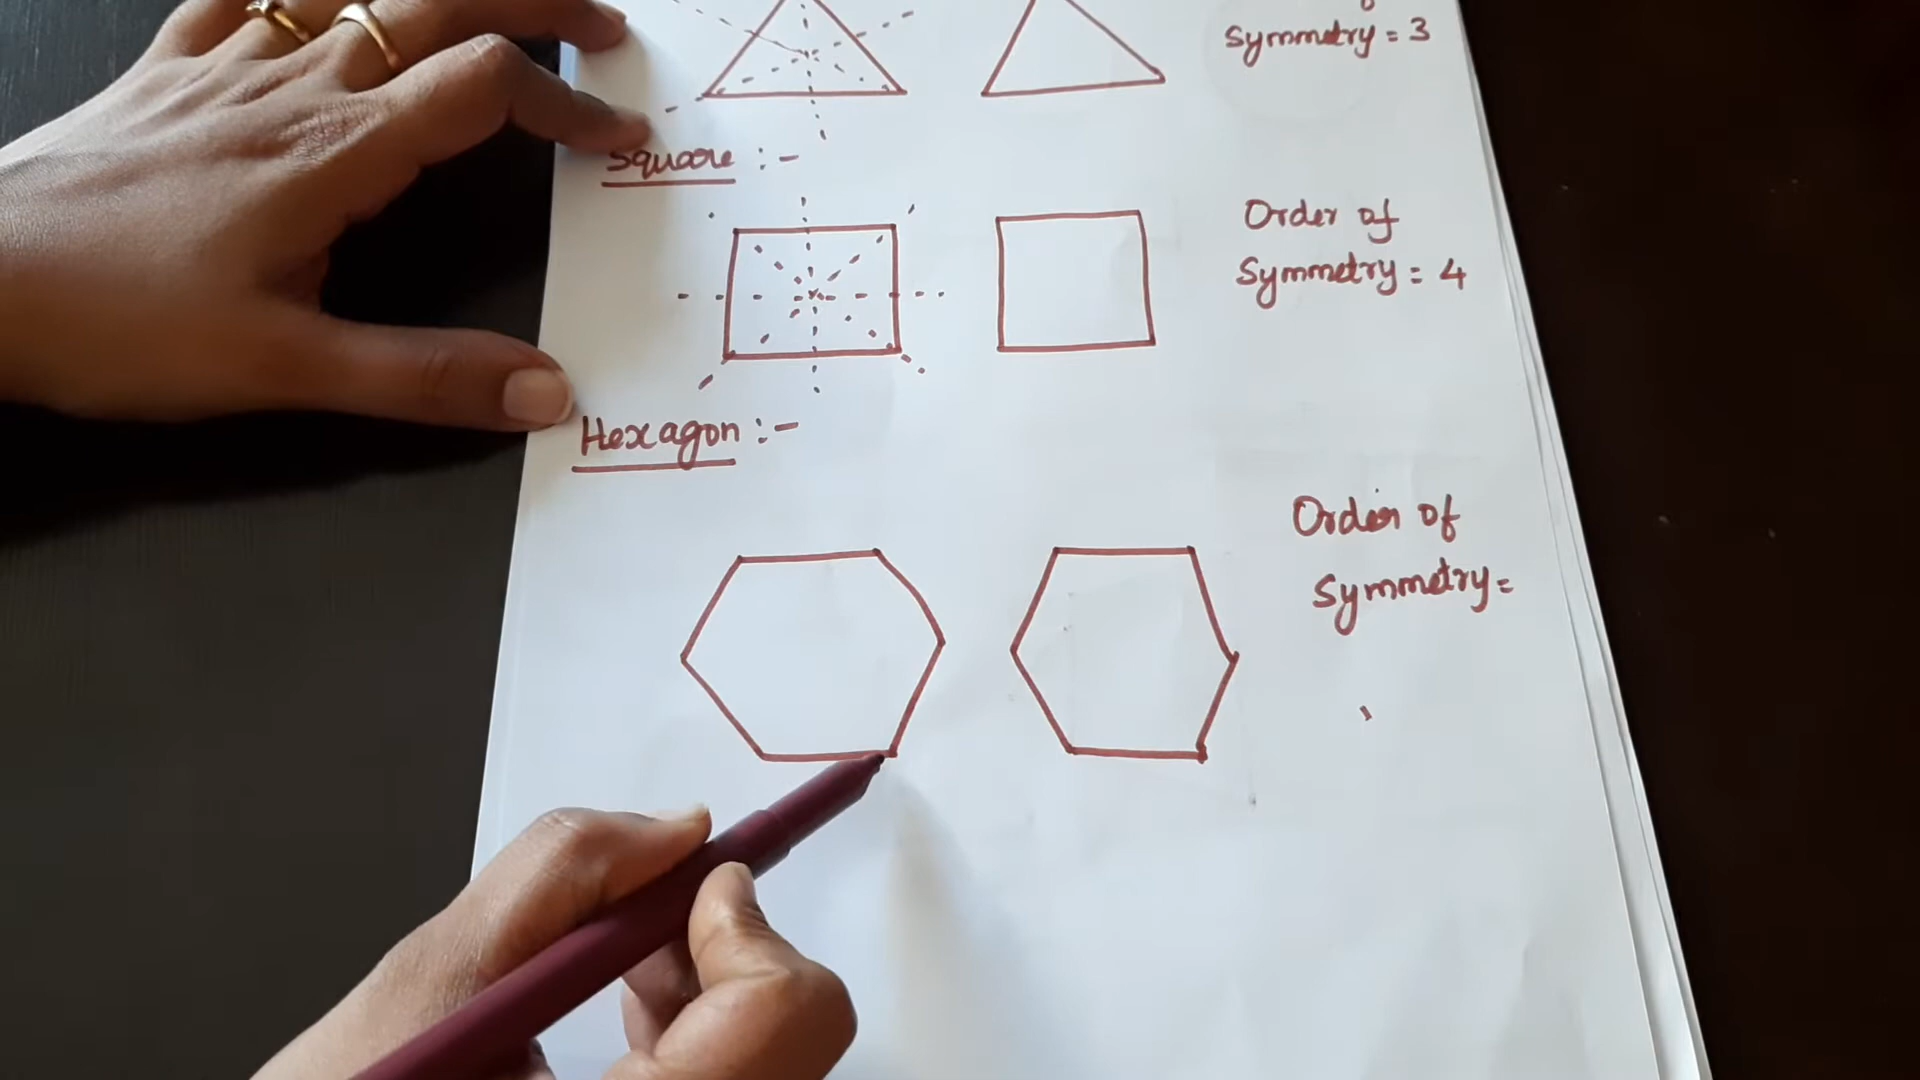 Symmetry = 3
Square :-
Order of
Symmetry = 4
Hexagon :-
Order of
Symmetry =